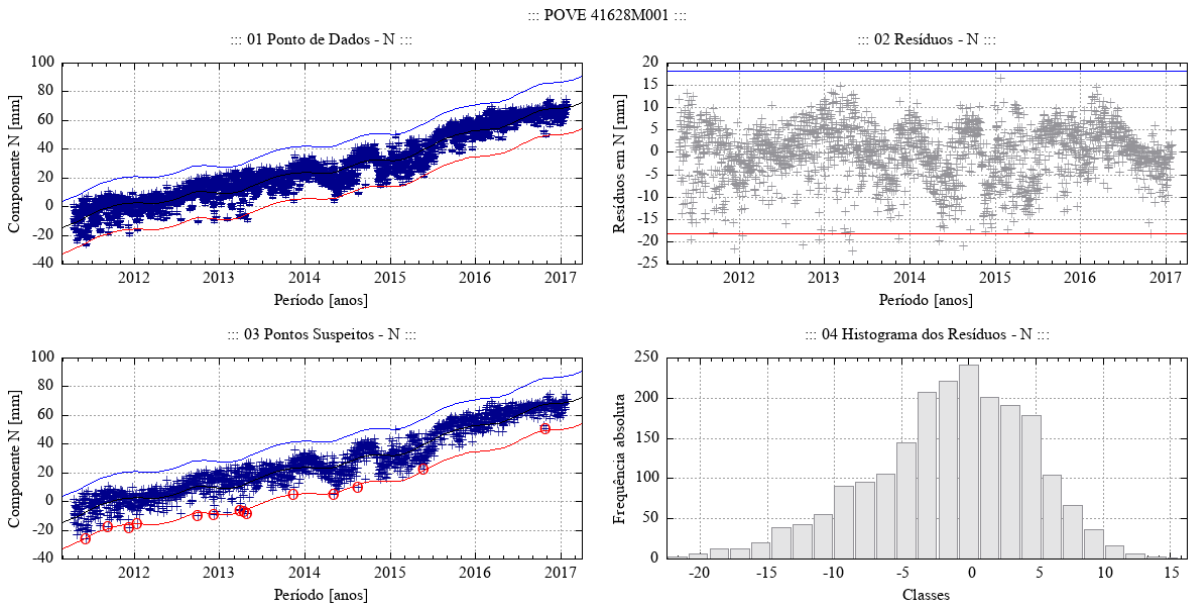 ::: POVE 41628M001 :::
::: 01 Ponto de Dados - N :::
Componente N [mm]
100
80
60
40
20
0
-20
-40
2012 2013 2014 2015 2016 2017
Período [anos]
::: 02 Resíduos - N :::
Resíduos em N [mm]
20
15
10
5
0
-5
-10
-15
-20
-25
2012 2013 2014 2015 2016 2017
Período [anos]
::: 03 Pontos Suspeitos - N :::
Componente N [mm]
100
80
60
40
20
0
-20
-40
2012 2013 2014 2015 2016 2017
Período [anos]
::: 04 Histograma dos Resíduos - N :::
Frequência absoluta
250
200
150
100
50
0
-20 -15 -10 -5 0 5 10 15
Classes